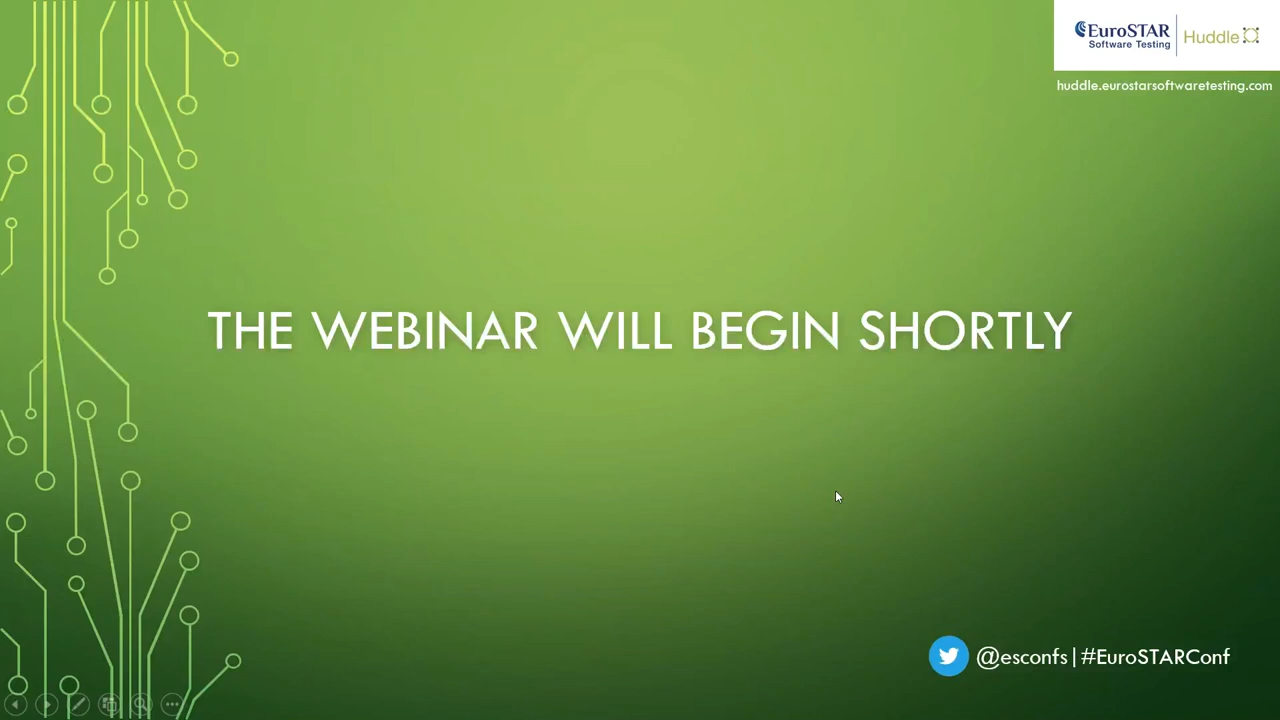 EuroSTAR
Software Testing
Huddle
huddle.eurostarsoftwaretesting.com
THE WEBINAR WILL BEGIN SHORTLY
@esconfs|#EuroSTARConf